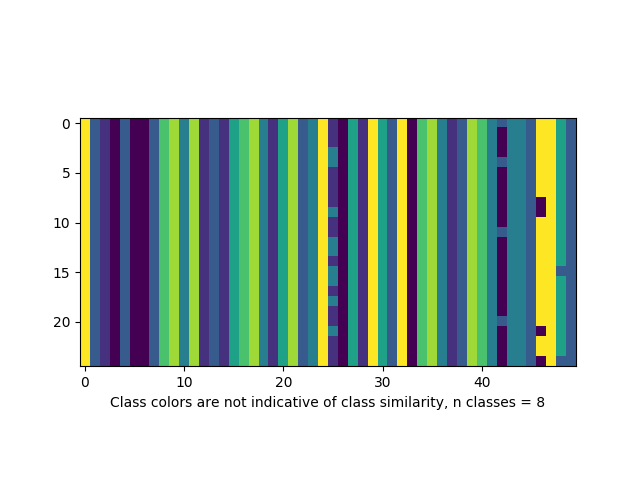 0
5
10
15
20
0 10 20 30 40
Class colors are not indicative of class similarity, n classes = 8